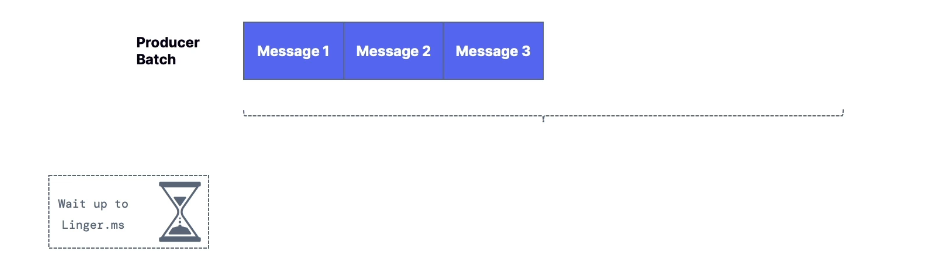 Producer
Batch
Message 1 Message 2 Message 3
Wait up to
Linger.ms